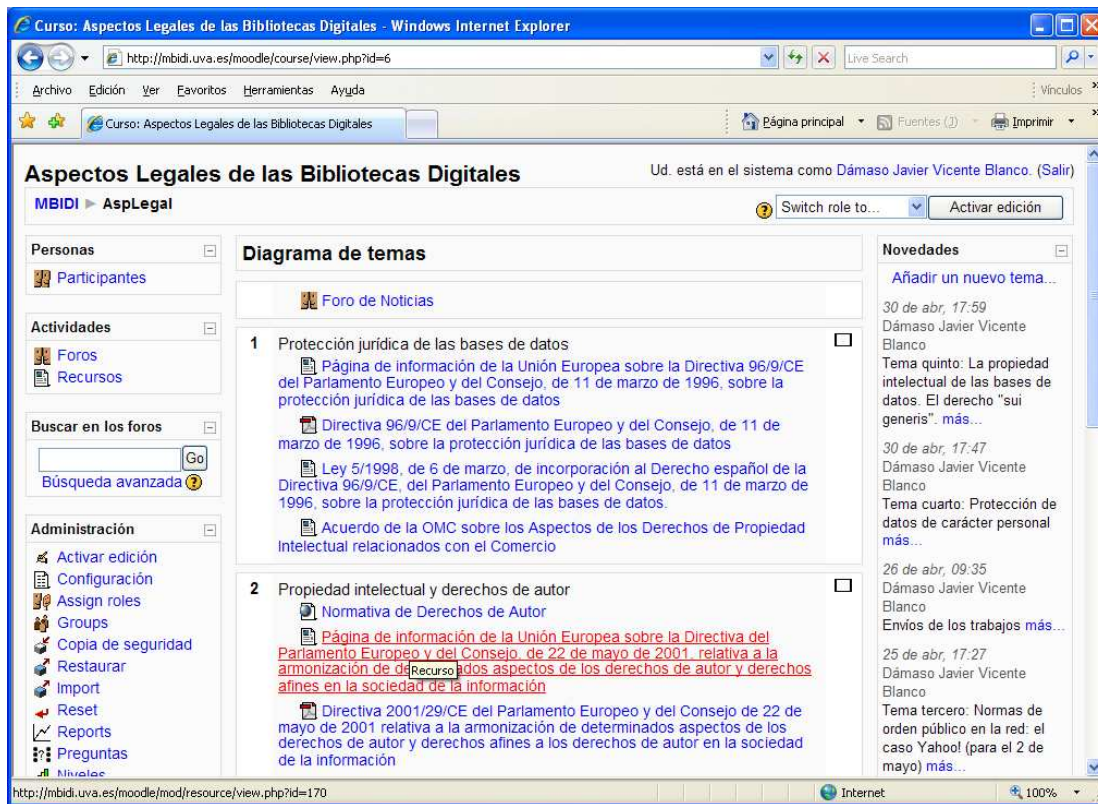 Curso: Aspectos Legales de las Bibliotecas Digitales - Windows Internet Explorer
http://mbidi.uva.es/moodle/course/view.php?id=6
Live Search
Archivo Edición Ver Favoritos Herramientas Ayuda
Vínculos
Curso: Aspectos Legales de las Bibliotecas Digitales
Página principal
Fuentes (J)
Imprimir
Aspectos Legales de las Bibliotecas Digitales
Ud. está en el sistema como Dámaso Javier Vicente Blanco. (Salir)
MBIDI ► AspLegal
Switch role to...
Activar edición
Personas
Participantes
Actividades
Foros
Recursos
Buscar en los foros
Go
Búsqueda avanzada
Administración
Activar edición
Configuración
Assign roles
Groups
Copia de seguridad
Restaurar
Import
Reset
Reports
Preguntas
Niveles
Diagrama de temas
Foro de Noticias
1 Protección jurídica de las bases de datos
Página de información de la Unión Europea sobre la Directiva 96/9/CE
del Parlamento Europeo y del Consejo, de 11 de marzo de 1996, sobre la
protección jurídica de las bases de datos
Directiva 96/9/CE del Parlamento Europeo y del Consejo, de 11 de
marzo de 1996, sobre la protección jurídica de las bases de datos
Ley 5/1998, de 6 de marzo, de incorporación al Derecho español de la
Directiva 96/9/CE, del Parlamento Europeo y del Consejo, de 11 de marzo de
1996, sobre la protección jurídica de las bases de datos.
Acuerdo de la OMC sobre los Aspectos de los Derechos de Propiedad
Intelectual relacionados con el Comercio
2 Propiedad intelectual y derechos de autor
Normativa de Derechos de Autor
Página de información de la Unión Europea sobre la Directiva del
Parlamento Europeo y del Consejo, de 22 de mayo de 2001, relativa a la
armonización de de Recurso ados aspectos de los derechos de autor y derechos
afines en la sociedad de la información
Directiva 2001/29/CE del Parlamento Europeo y del Consejo de 22 de
mayo de 2001 relativa a la armonización de determinados aspectos de los
derechos de autor y derechos afines a los derechos de autor en la sociedad
de la información
Novedades
Añadir un nuevo tema...
30 de abr, 17:59
Dámaso Javier Vicente
Blanco
Tema quinto: La propiedad
intelectual de las bases de
datos. El derecho "sui
generis". más...
30 de abr, 17:47
Dámaso Javier Vicente
Blanco
Tema cuarto: Protección de
datos de carácter personal
más...
26 de abr, 09:35
Dámaso Javier Vicente
Blanco
Envíos de los trabajos más...
25 de abr, 17:27
Dámaso Javier Vicente
Blanco
Tema tercero: Normas de
orden público en la red: el
caso Yahoo! (para el 2 de
mayo) más...
http://mbidi.uva.es/moodle/mod/resource/view.php?id=170
Internet
100%